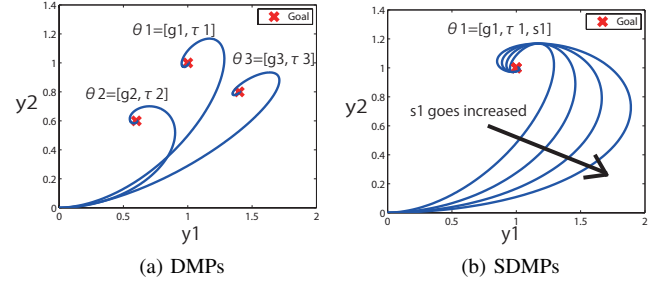 1.4
1.2
1
0.8
0.6
0.4
0.2
0
y2
θ1=[g1, τ 1]
θ 3=[g3, τ 3]
θ 2=[g2, τ 2]
Goal
0
0.5
1
1.5
2
y1
(a) DMPs
1.4
1.2
1
0.8
0.6
0.4
0.2
0
y2
θ1=[g1, τ 1, s1]
Goal
s1 goes increased
0
0.5
1
1.5
2
y1
(b) SDMPs